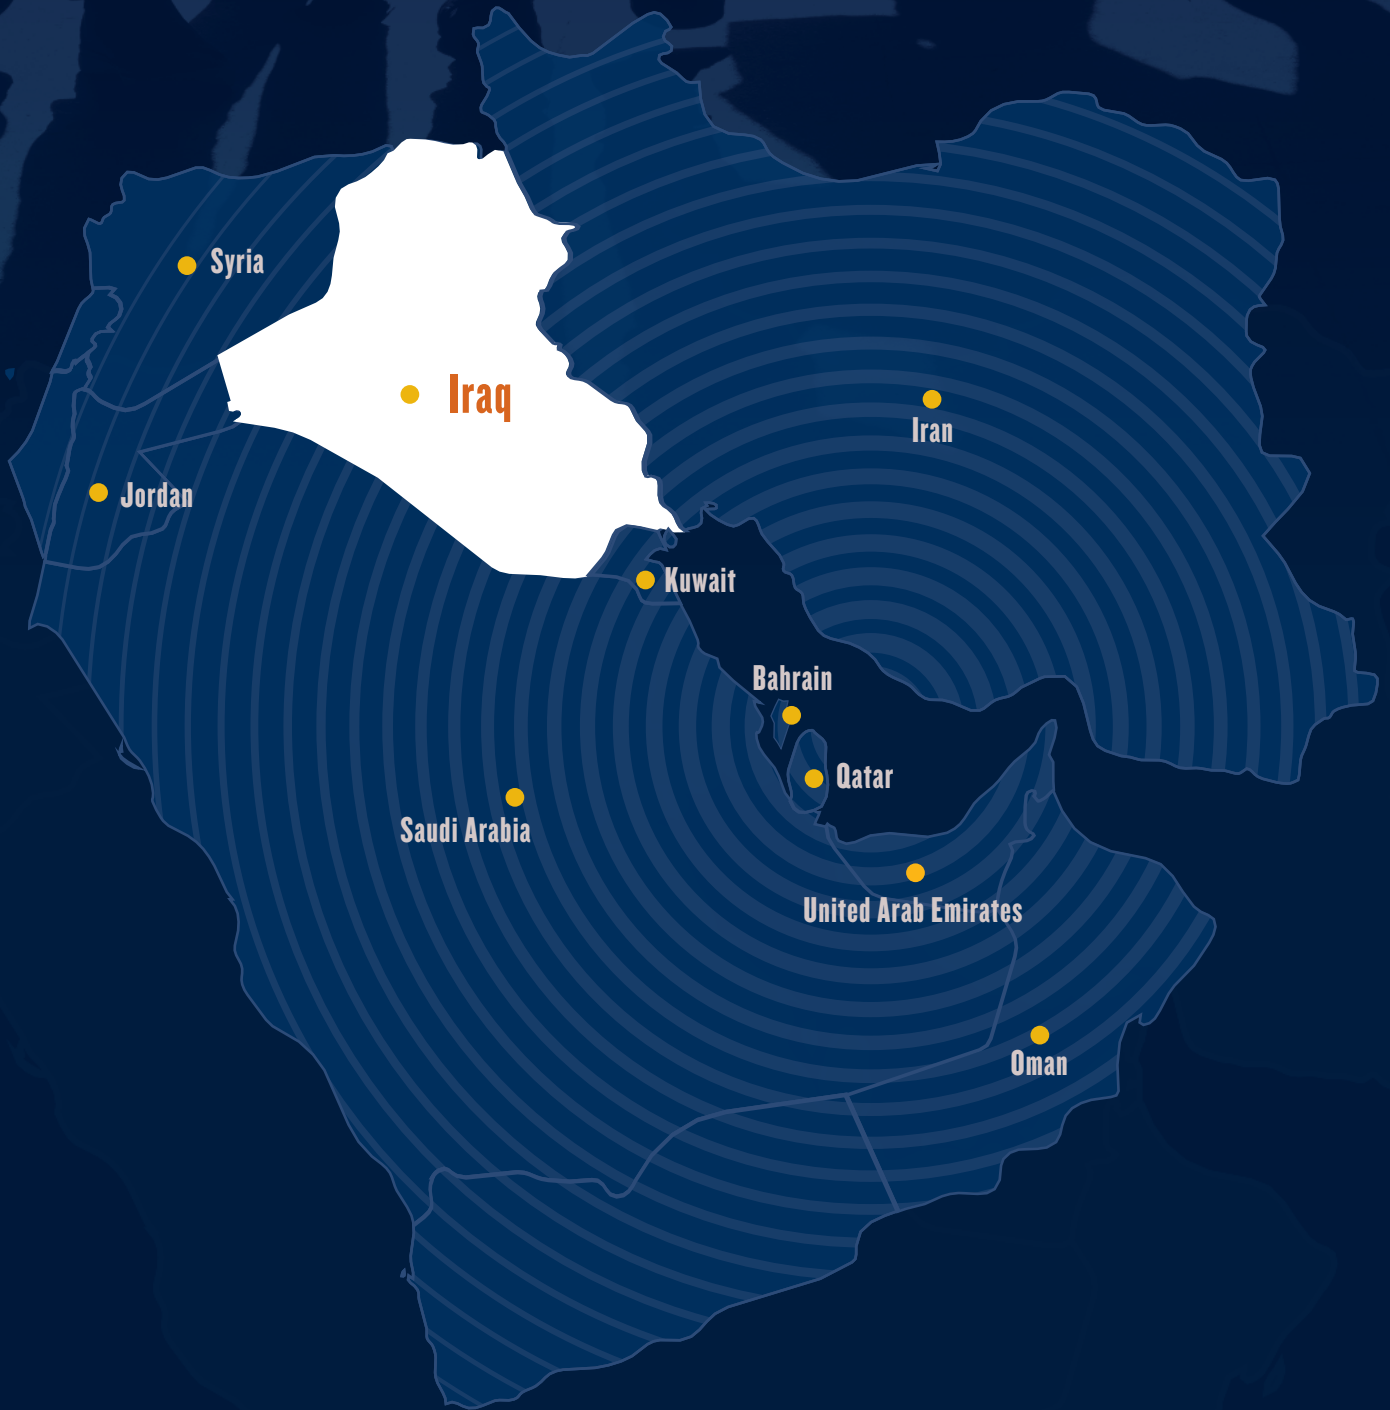 Syria
Iraq
Iran
Jordan
Kuwait
Bahrain
Qatar
Saudi Arabia
United Arab Emirates
Oman